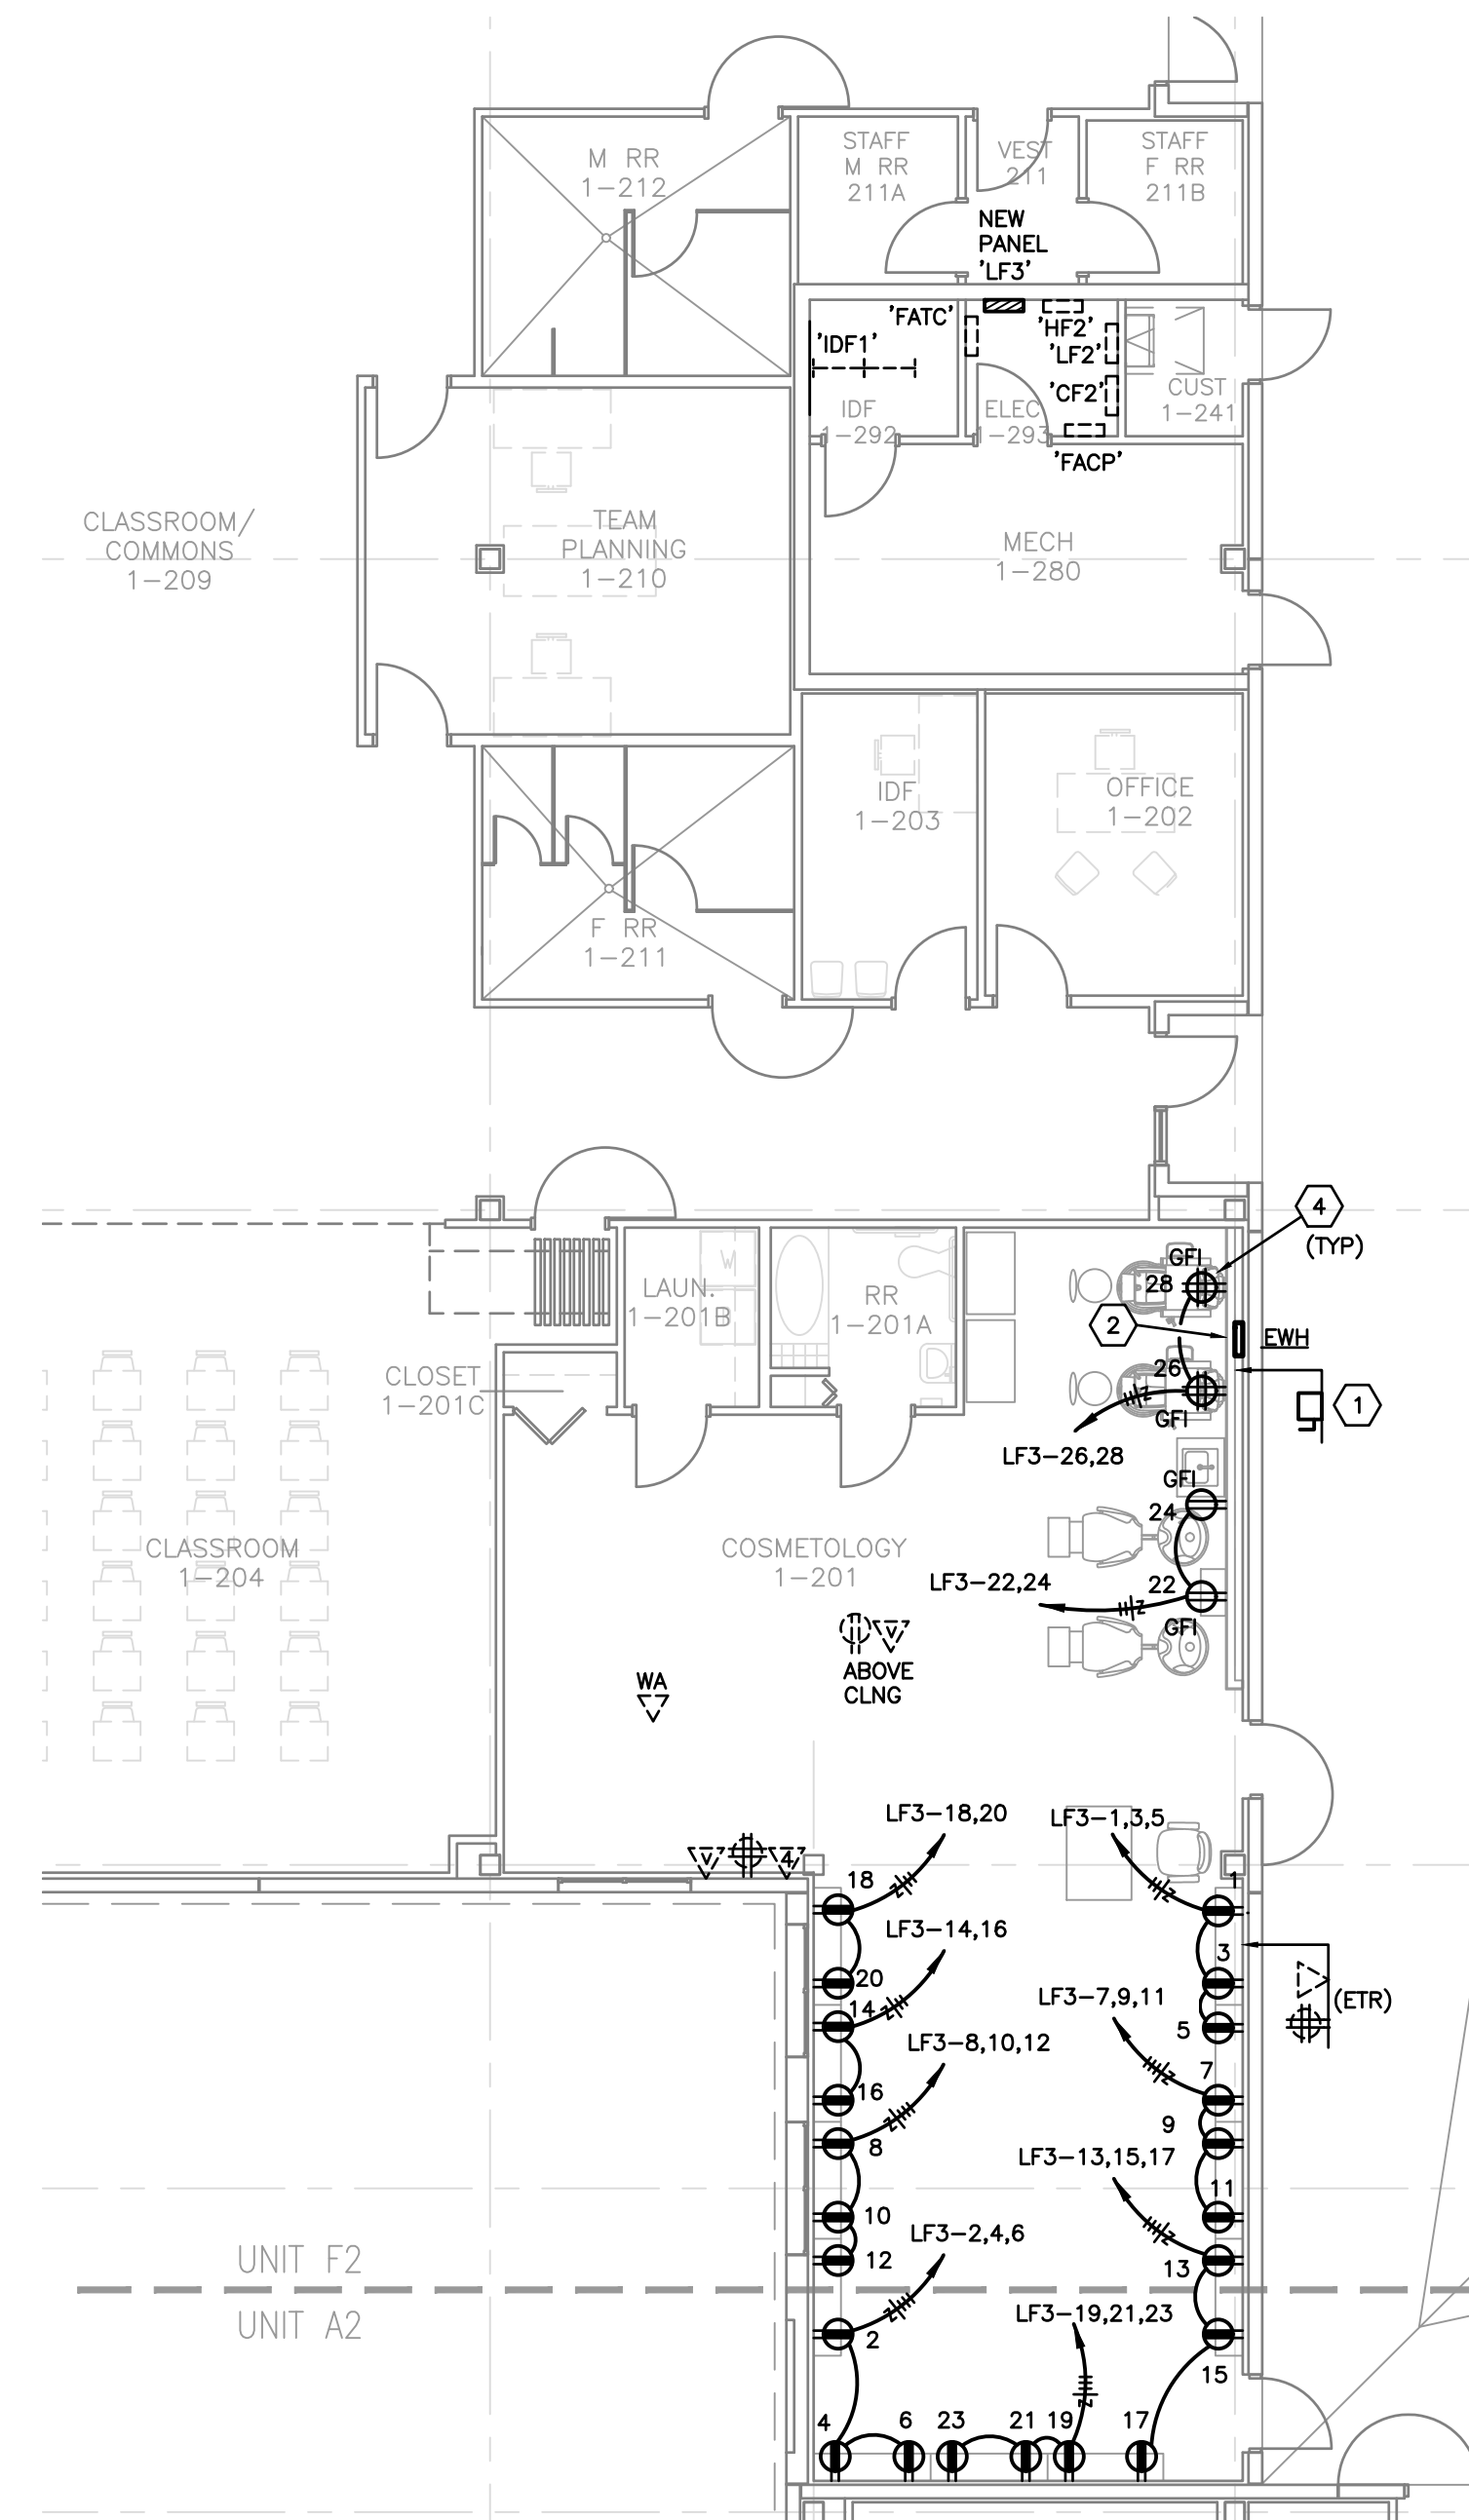 M RR
1-212
STAFF
M RR
211A
VEST
211
STAFF
F RR
211B
NEW
PANEL
'LF3'
'FATC'
'HF2'
'IDF1'
'LF2'
'CF2'
CUST
1-241
IDF
1-292
ELEC
1-293
'FACP'
CLASSROOM/
COMMONS
1-209
TEAM
PLANNING
1-210
MECH
1-280
IDF
1-203
OFFICE
1-202
F RR
1-211
4
(TYP)
GFI
28
W
LAUN.
1-201B
RR
1-201A
2
EWH
26
CLOSET
1-201C
1
GFI
LF3-26,28
GFI
24
CLASSROOM
1-204
COSMETOLOGY
1-201
LF3-22,24
22
GFI
V
ABOVE
CLNG
WA
LF3-18,20
LF3-1,3,5
V
4
18
1
LF3-14,16
3
20
LF3-7,9,11
(ETR)
14
5
LF3-8,10,12
7
16
9
8
LF3-13,15,17
11
10
LF3-2,4,6
12
13
UNIT F2
UNIT A2
LF3-19,21,23
2
15
4
6
23
21
19
17